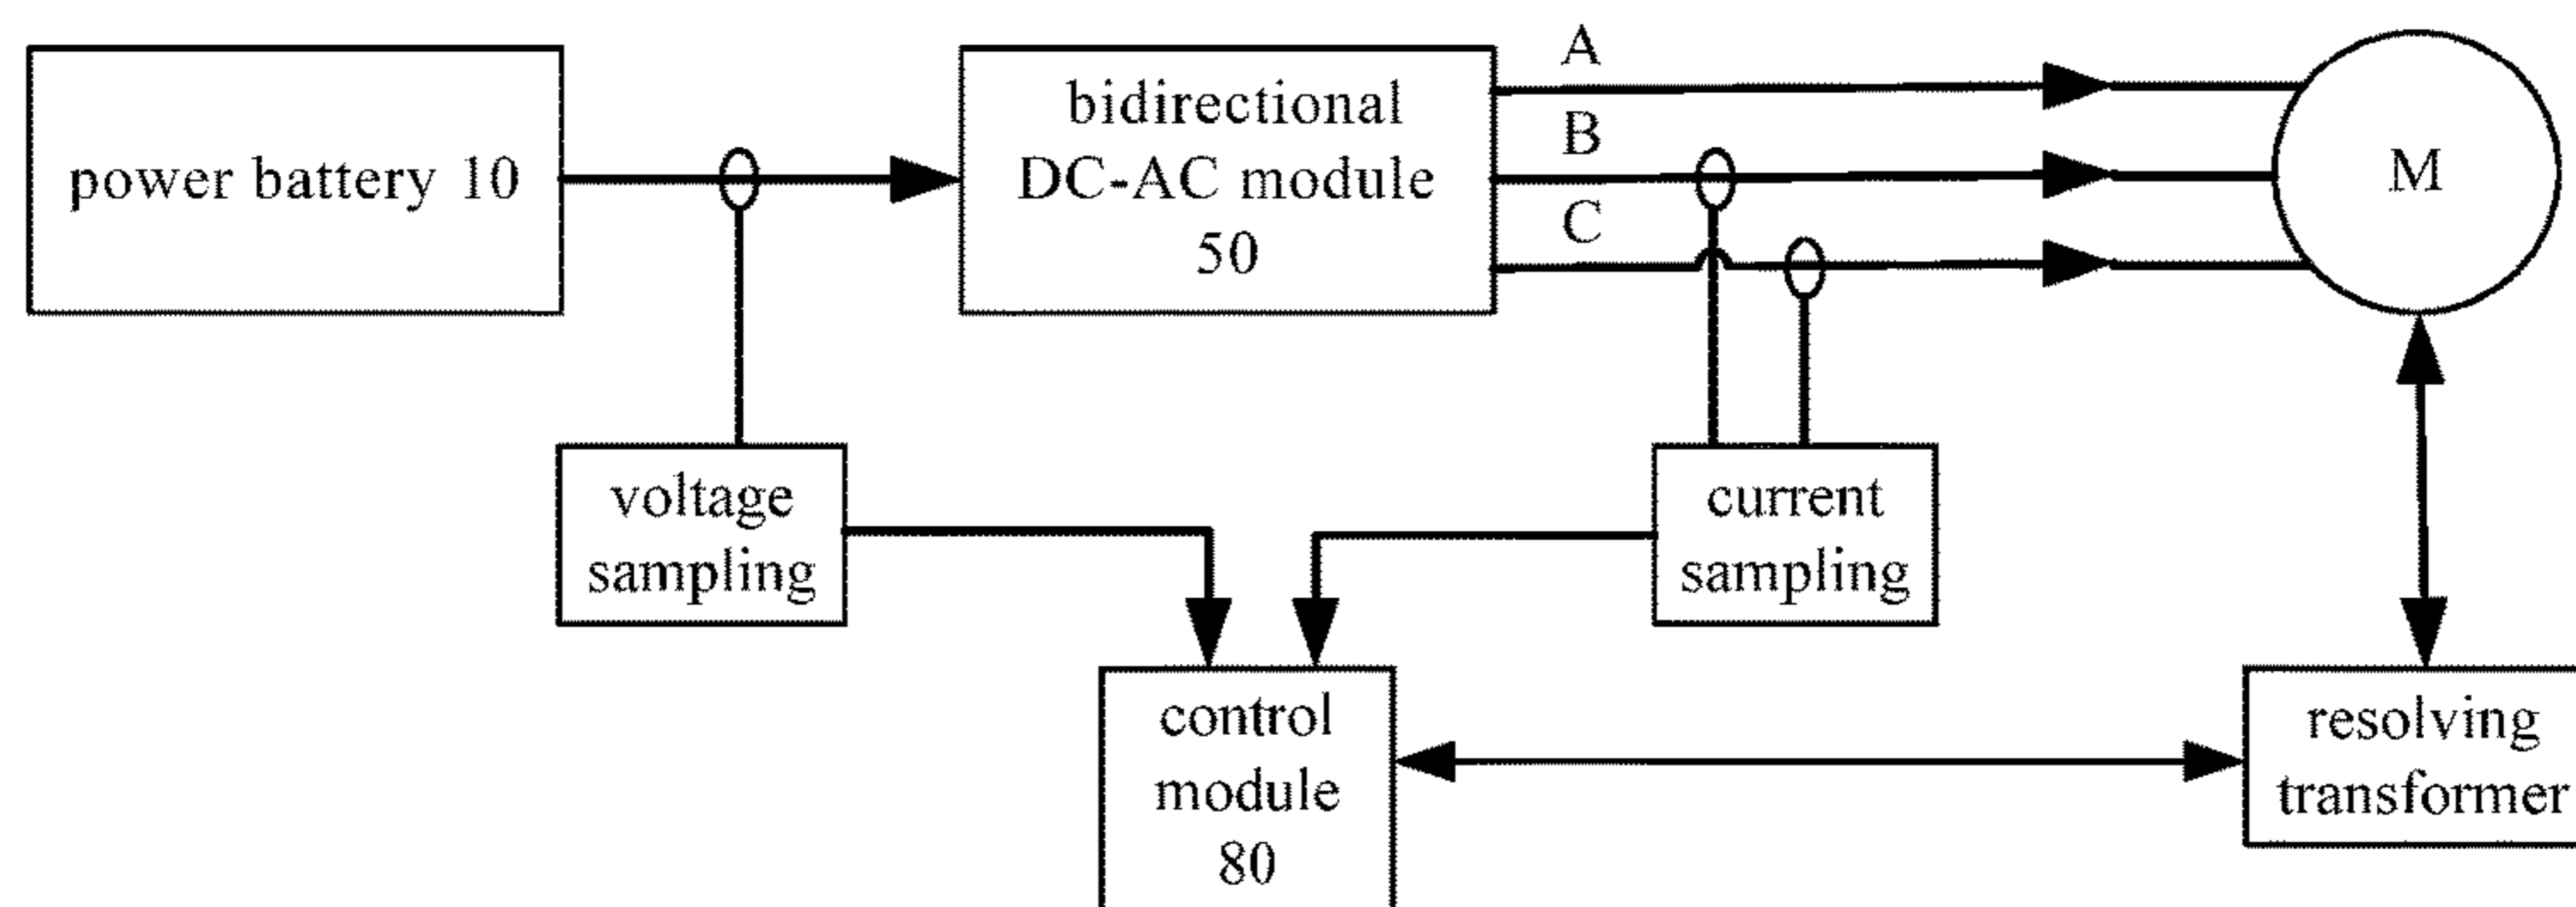 power battery 10
bidirectional
DC-AC module
50
A
B
C
M
voltage
sampling
current
sampling
control
module
80
resolving
transformer